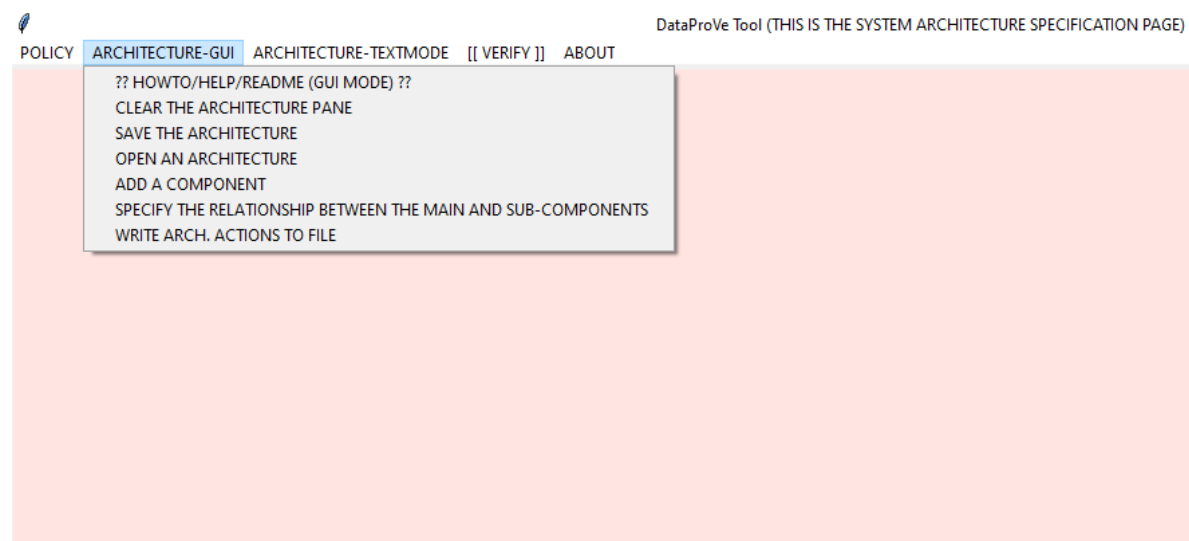 DataProVe Tool (THIS IS THE SYSTEM ARCHITECTURE SPECIFICATION PAGE)
POLICY ARCHITECTURE-GUI ARCHITECTURE-TEXTMODE [[ VERIFY ]] ABOUT
?? HOWTO/HELP/README (GUI MODE) ??
CLEAR THE ARCHITECTURE PANE
SAVE THE ARCHITECTURE
OPEN AN ARCHITECTURE
ADD A COMPONENT
SPECIFY THE RELATIONSHIP BETWEEN THE MAIN AND SUB-COMPONENTS
WRITE ARCH. ACTIONS TO FILE